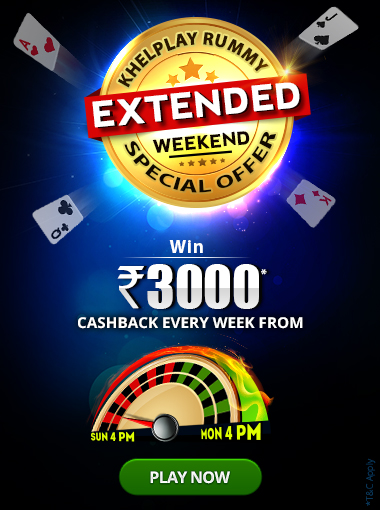 A
J
KHELPLAY RUMMY
EXTENDED
WEEKEND
SPECIAL OFFER
Q
K
Win
₹3000*
CASHBACK EVERY WEEK FROM
SUN 4 PM
MON 4 PM
PLAY NOW
*T&C Apply